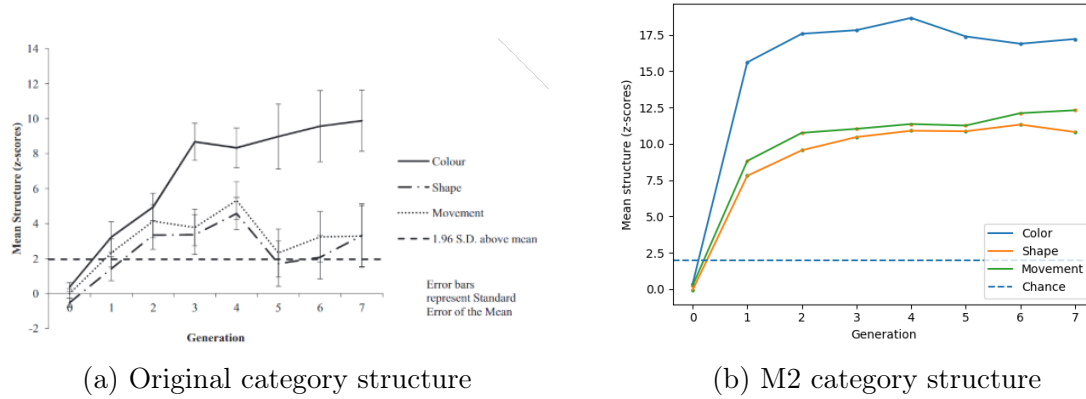 14
12
10
8
6
4
2
0
-2
Mean Structure (z-scores)
0 1 2 3 4 5 6 7
Generation
Colour
Shape
Movement
1.96 S.D. above mean
Error bars
represent Standard
Error of the Mean
(a) Original category structure
17.5
15.0
12.5
10.0
7.5
5.0
2.5
0.0
Mean structure (z-scores)
0 1 2 3 4 5 6 7
Generation
Color
Shape
Movement
Chance
(b) M2 category structure